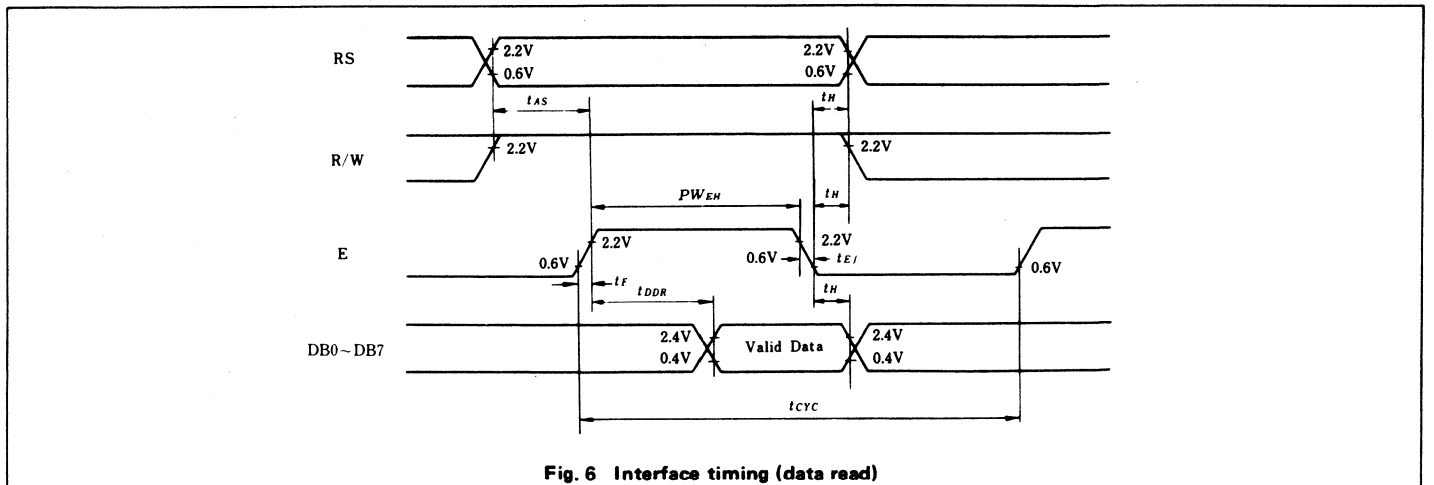 RS
2.2V
0.6V
2.2V
0.6V
tAS
tH
R/W
2.2V
2.2V
PWEH
tH
E
0.6V
2.2V
0.6V
2.2V
tEf
0.6V
tF
tDDR
tH
DB0~DB7
2.4V
0.4V
Valid Data
2.4V
0.4V
tCYC
Fig. 6 Interface timing (data read)